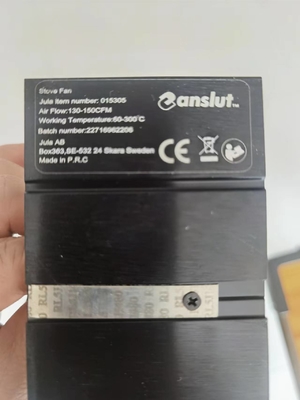 Stove Fan
Jula item number: 015305
Air Flow:130-150CFM
Working Temperature:60-300℃
Batch number:22716962206
Jula AB
Box363,SE-532 24 Skara Sweden
Made in P.R.C
anslut
CE